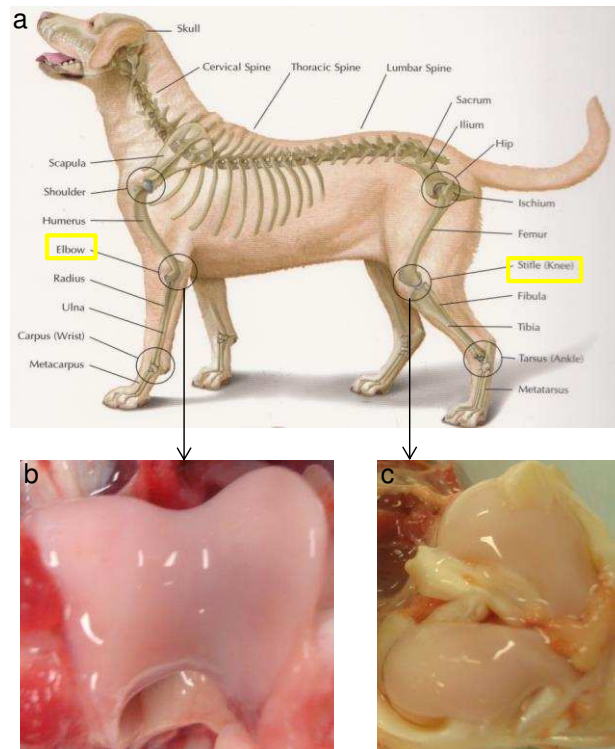 a
Skull
Cervical Spine
Thoracic Spine
Lumbar Spine
Sacrum
Ilium
Hip
Scapula
Shoulder
Ischium
Humerus
Femur
Elbow
Stifle (Knee)
Radius
Fibula
Ulna
Tibia
Carpus (Wrist)
Tarsus (Ankle)
Metacarpus
Metatarsus
b
c